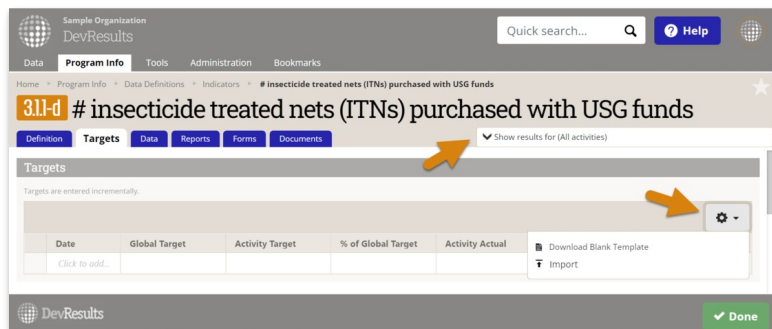 Sample Organization
DevResults
Quick search...
? Help
Data Program Info Tools Administration Bookmarks
Home Program Info Data Definitions Indicators # insecticide treated nets (ITNs) purchased with USG funds
3.1.1-d # insecticide treated nets (ITNs) purchased with USG funds
Definition Targets Data Reports Forms Documents
Show results for (All activities)
Targets
Targets are entered incrementally.
Date Global Target Activity Target % of Global Target Activity Actual
Download Blank Template
Click to add...
Import
DevResults
Done